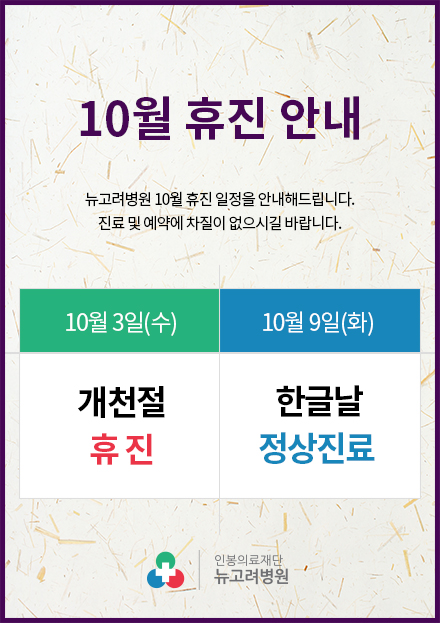 10월 휴진 안내
뉴고려병원 10월 휴진 일정을 안내해드립니다.
진료 및 예약에 차질이 없으시길 바랍니다.
10월 3일(수)
10월 9일(화)
개천절
휴 진
한글날
정상진료
인봉의료재단
뉴고려병원